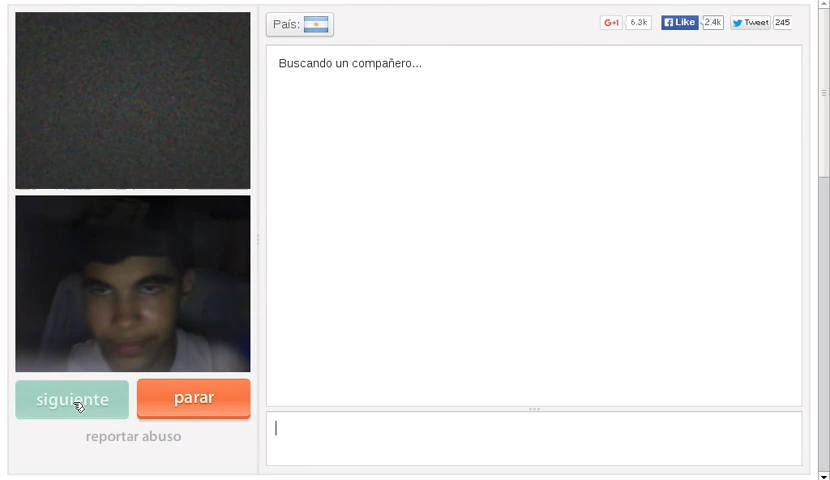 País:
G+1 6.3k Like 2.4k Tweet 245
Buscando un compañero...
siguiente parar
reportar abuso